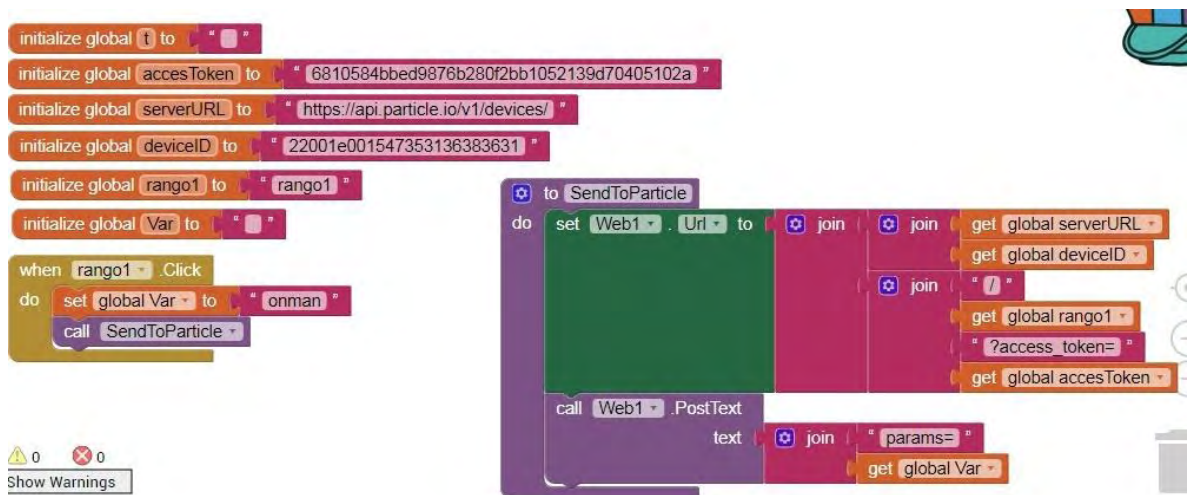 initialize global t to " "
initialize global accesToken to " 6810584bbed9876b280f2bb1052139d70405102a "
initialize global serverURL to " https://api.particle.io/v1/devices/ "
initialize global deviceID to " 22001e001547353136383631 "
initialize global rango1 to " rango1 "
initialize global Var to " "
when rango1 .Click
do set global Var to " onman "
call SendToParticle
to SendToParticle
do set Web1 . Url to join join get global serverURL
get global deviceID
join " / "
get global rango1
" ?access_token= "
get global accesToken
call Web1 .PostText
text join " params= "
get global Var
0 0
Show Warnings